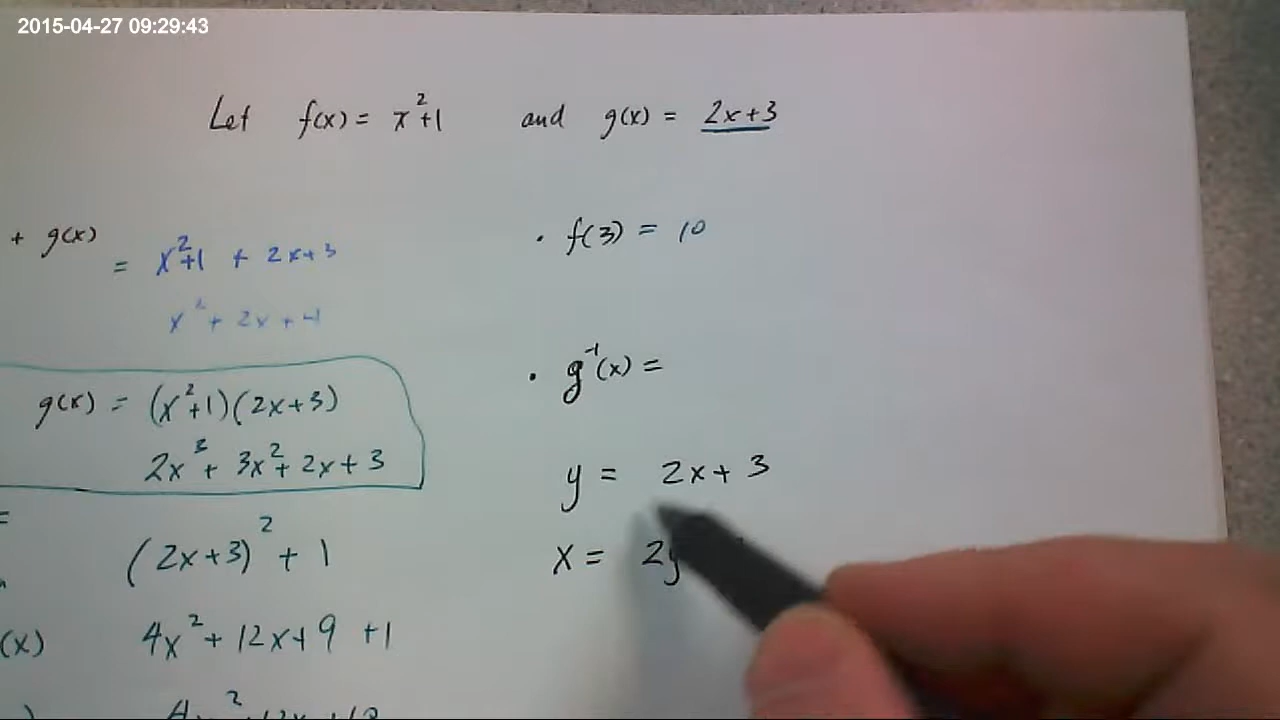 2015-04-27 09:29:43
Let f(x) = x²+1 and g(x) = 2x+3
+ g(x)
= x²+1 + 2x+3
x² + 2x + 4
g(x) = (x²+1)(2x+3)
2x³ + 3x² + 2x + 3
=
(2x+3)² + 1
(x) 4x² + 12x + 9 + 1
)
• f(3) = 10
• g⁻¹(x) =
y = 2x + 3
x = 2y